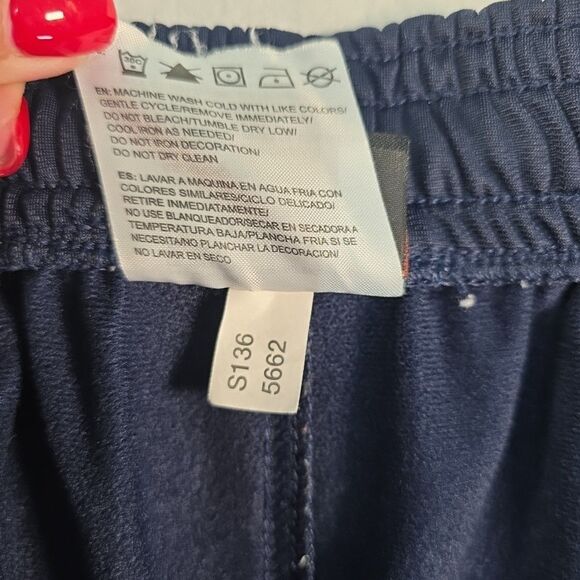 30C
EN: MACHINE WASH COLD WITH LIKE COLORS/
GENTLE CYCLE/REMOVE IMMEDIATELY/
DO NOT BLEACH/TUMBLE DRY LOW/
COOL IRON AS NEEDED/
DO NOT IRON DECORATION/
DO NOT DRY CLEAN
ES: LAVAR A MAQUINA EN AGUA FRIA CON
COLORES SIMILARES/CICLO DELICADO/
RETIRE INMEDIATAMENTE/
NO USE BLANQUEADOR/SECAR EN SECADORA A
TEMPERATURA BAJA/PLANCHA FRIA SI SE
NECESITA/NO PLANCHAR LA DECORACION/
NO LAVAR EN SECO
S136
5662